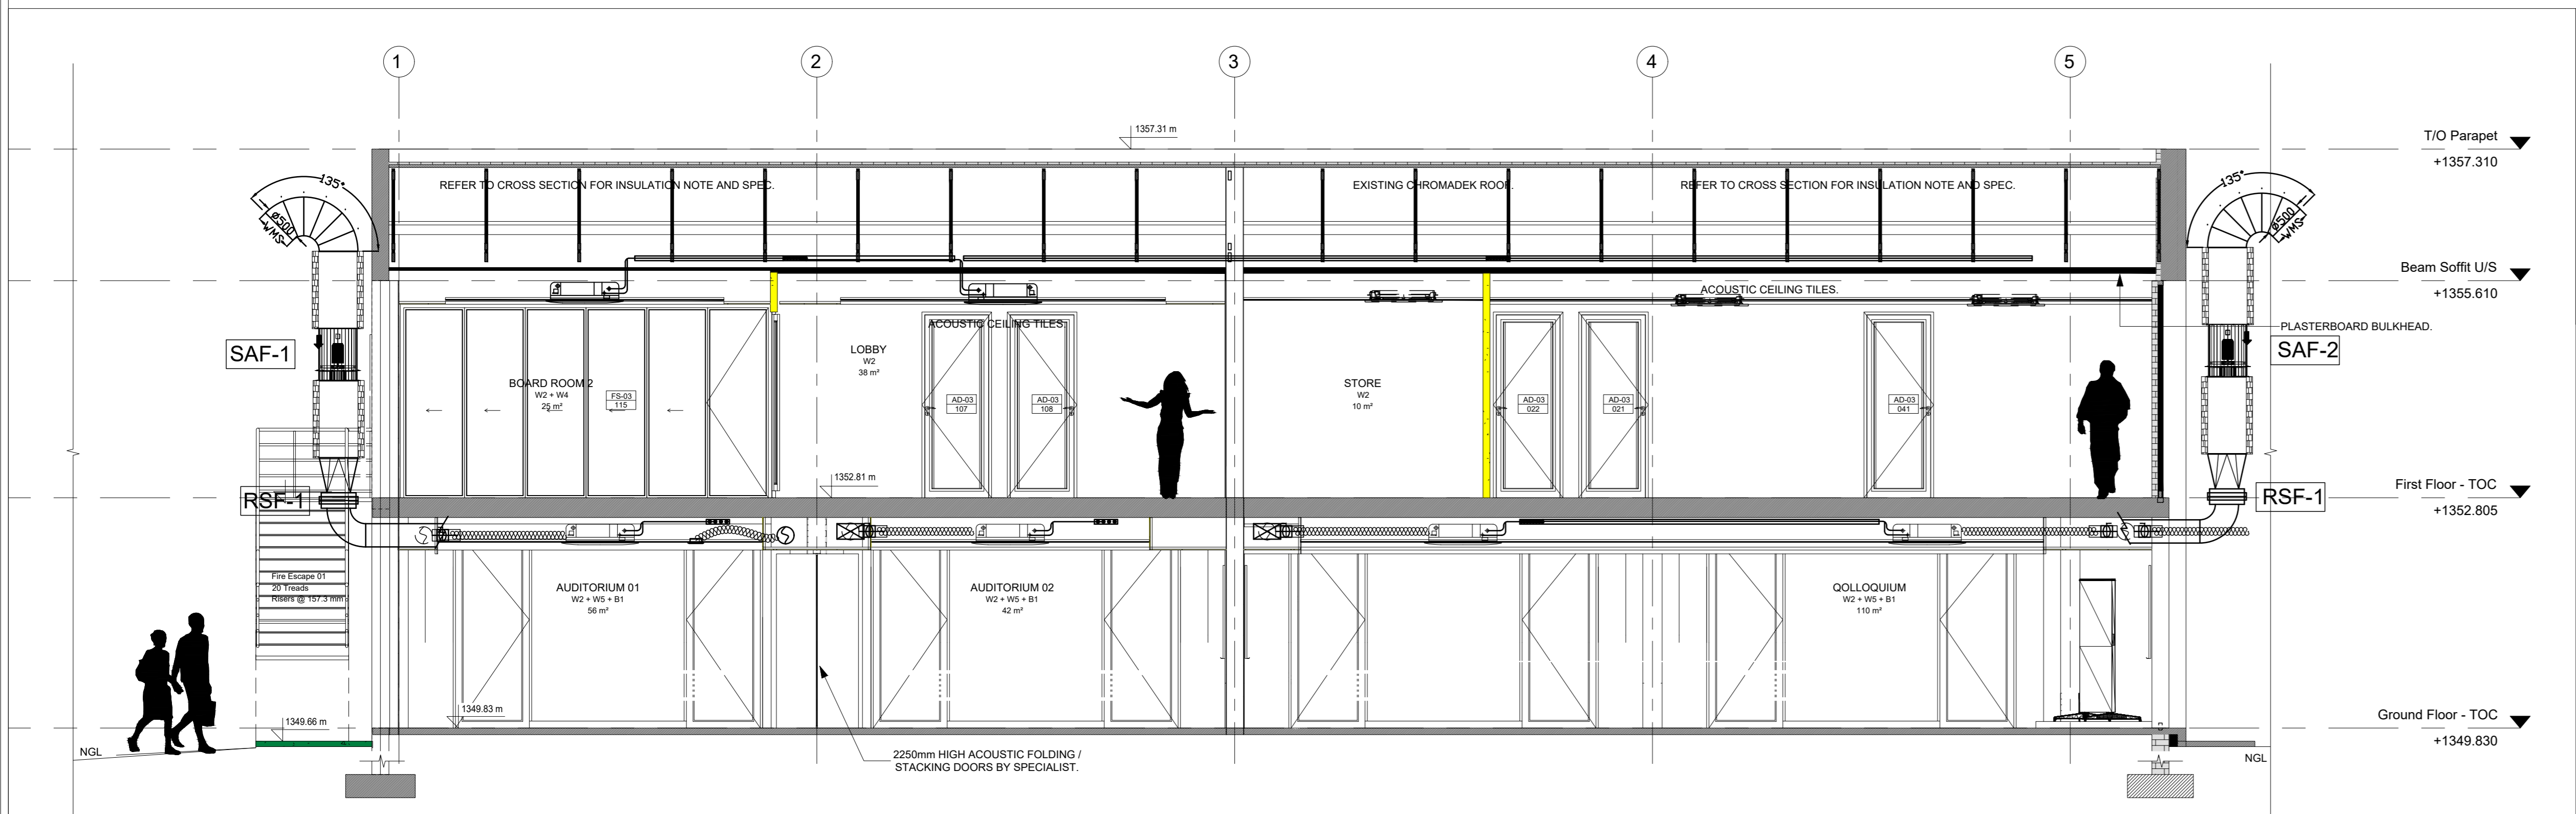 1
2
3
4
5
1357.31 m
T/O Parapet
+1357.310
135°
ø500
WMS
REFER TO CROSS SECTION FOR INSULATION NOTE AND SPEC.
EXISTING CHROMADEK ROOF.
REFER TO CROSS SECTION FOR INSULATION NOTE AND SPEC.
135°
ø500
WMS
Beam Soffit U/S
+1355.610
ACOUSTIC CEILING TILES.
ACOUSTIC CEILING TILES.
PLASTERBOARD BULKHEAD.
SAF-1
SAF-2
LOBBY
W2
38 m²
BOARD ROOM 2
W2 + W4
25 m²
FS-03
115
AD-03
107
AD-03
108
STORE
W2
10 m²
AD-03
022
AD-03
021
AD-03
041
1352.81 m
RSF-1
RSF-1
First Floor - TOC
+1352.805
Fire Escape 01
20 Treads
Risers @ 157.3 mm
AUDITORIUM 01
W2 + W5 + B1
56 m²
AUDITORIUM 02
W2 + W5 + B1
42 m²
QOLLOQUIUM
W2 + W5 + B1
110 m²
1349.66 m
1349.83 m
Ground Floor - TOC
+1349.830
NGL
NGL
2250mm HIGH ACOUSTIC FOLDING /
STACKING DOORS BY SPECIALIST.